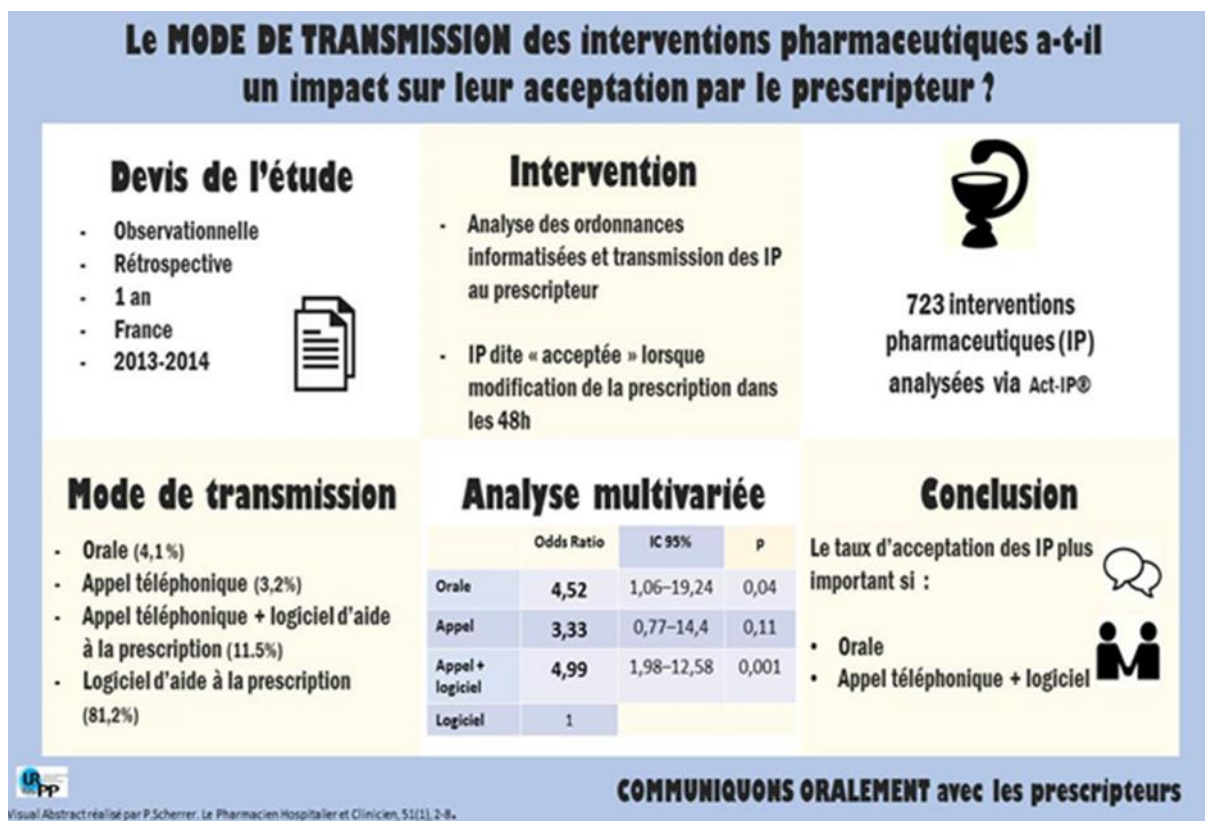 Le MODE DE TRANSMISSION des interventions pharmaceutiques a-t-il
un impact sur leur acceptation par le prescripteur ?
Devis de l'étude
- Observationnelle
- Rétrospective
- 1 an
- France
- 2013-2014
Intervention
- Analyse des ordonnances
informatisées et transmission des IP
au prescripteur
- IP dite « acceptée » lorsque
modification de la prescription dans
les 48h
723 interventions
pharmaceutiques (IP)
analysées via Act-IP®
Mode de transmission
- Orale (4,1%)
- Appel téléphonique (3,2%)
- Appel téléphonique + logiciel d'aide
à la prescription (11.5%)
- Logiciel d'aide à la prescription
(81,2%)
Analyse multivariée
Odds Ratio IC 95% p
Orale 4,52 1,06–19,24 0,04
Appel 3,33 0,77–14,4 0,11
Appel + 4,99 1,98–12,58 0,001
logiciel
Logiciel 1
Conclusion
Le taux d'acceptation des IP plus
important si :
• Orale
• Appel téléphonique + logiciel
UR
PP
COMMUNIQUONS ORALEMENT avec les prescripteurs
Visual Abstract réalisé par P.Scherrer. Le Pharmacien Hospitalier et Clinicien, 51(1), 2-8.